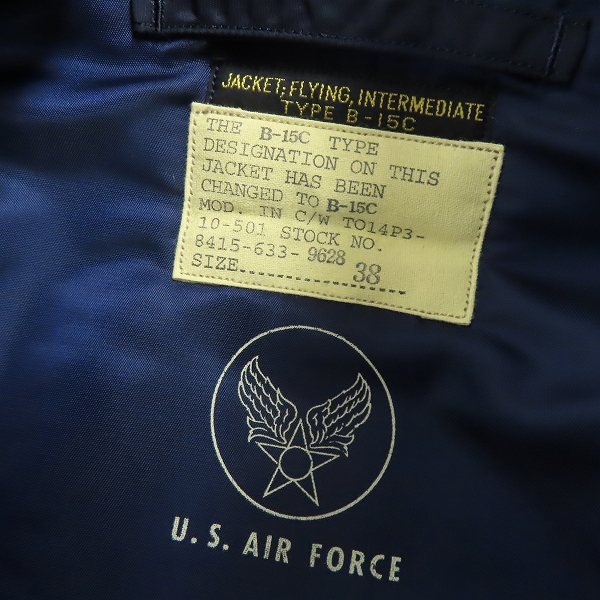 JACKET, FLYING, INTERMEDIATE
TYPE B-15C
THE B-15C TYPE
DESIGNATION ON THIS
JACKET HAS BEEN
CHANGED TO B-15C
MOD. IN C/W TO14P3-
10-501 STOCK NO.
8415-633-9628
SIZE......38......
U.S. AIR FORCE